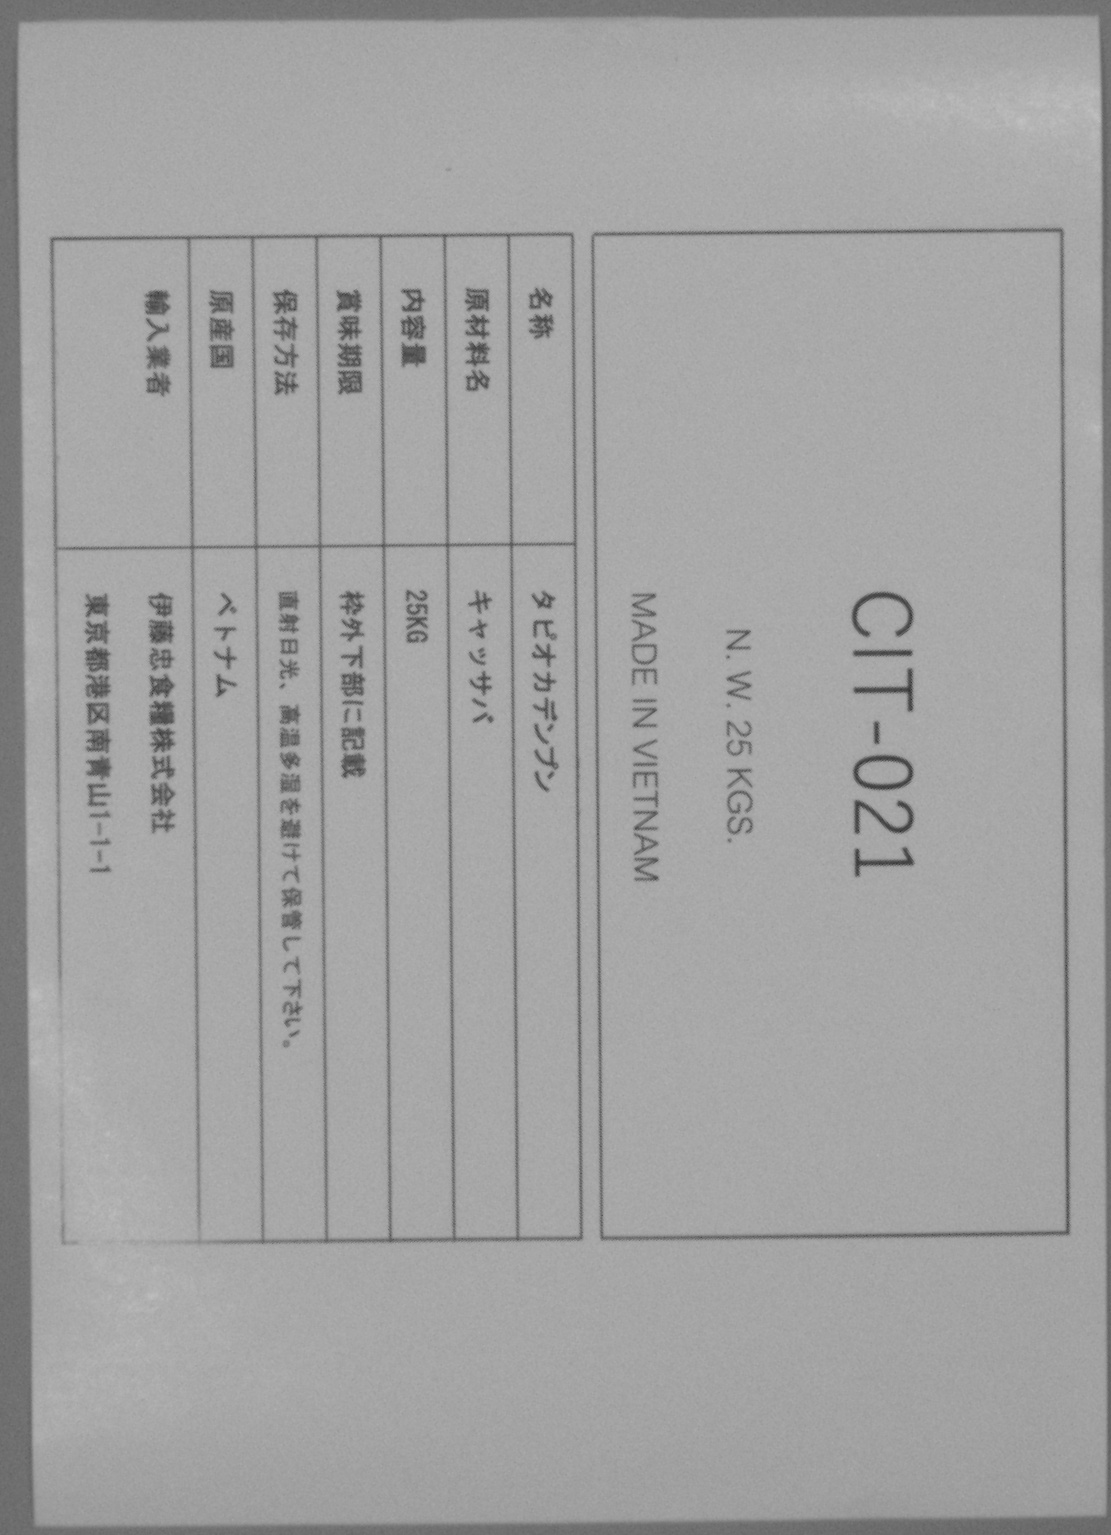 CIT-021
N. W. 25 KGS.
MADE IN VIETNAM
名称 タピオカデンプン
原材料名 キャッサバ
内容量 25KG
賞味期限 枠外下部に記載
保存方法 直射日光、高温多湿を避けて保管して下さい。
原産国 ベトナム
輸入業者 伊藤忠食糧株式会社
東京都港区南青山1-1-1